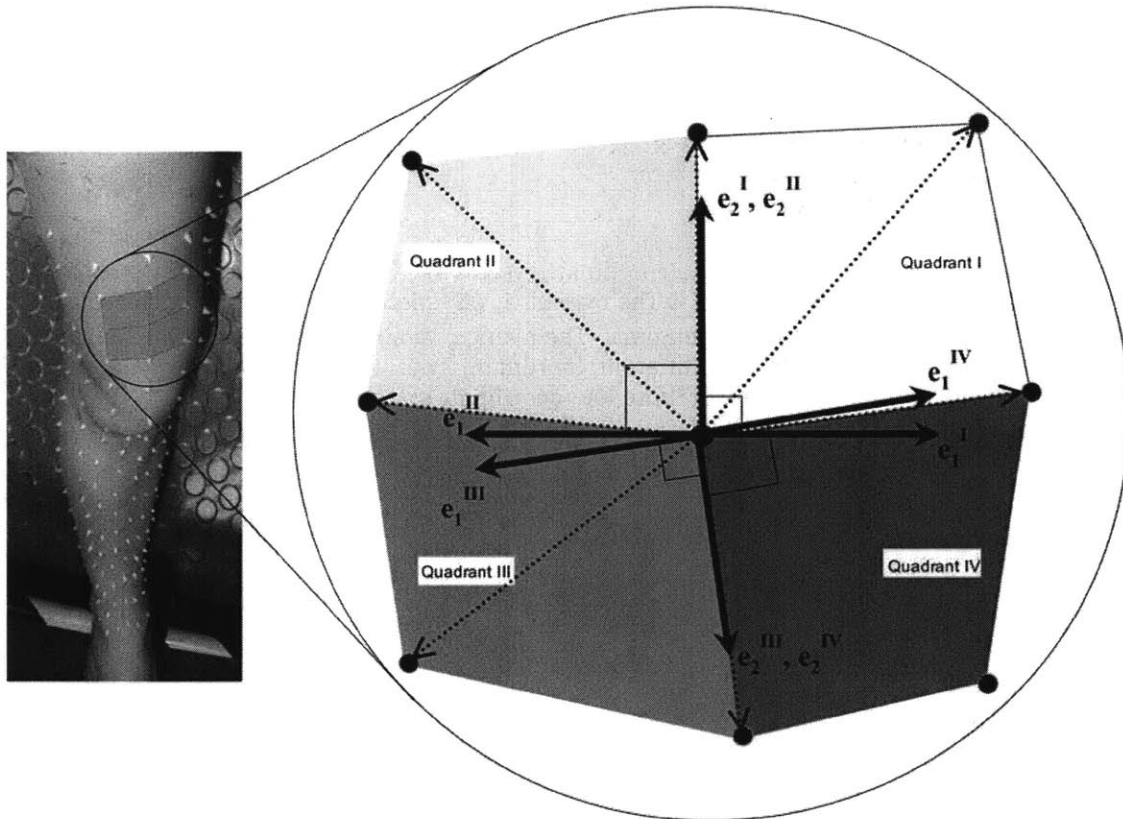 e₂ᴵ, e₂ᴵᴵ
Quadrant II
Quadrant I
e₁ᴵⱽ
e₁ᴵᴵ
e₁ᴵ
e₁ᴵᴵᴵ
Quadrant III
Quadrant IV
e₂ᴵᴵᴵ, e₂ᴵⱽ